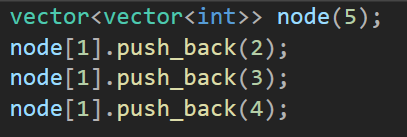 vector<vector<int>> node(5);
node[1].push_back(2);
node[1].push_back(3);
node[1].push_back(4);